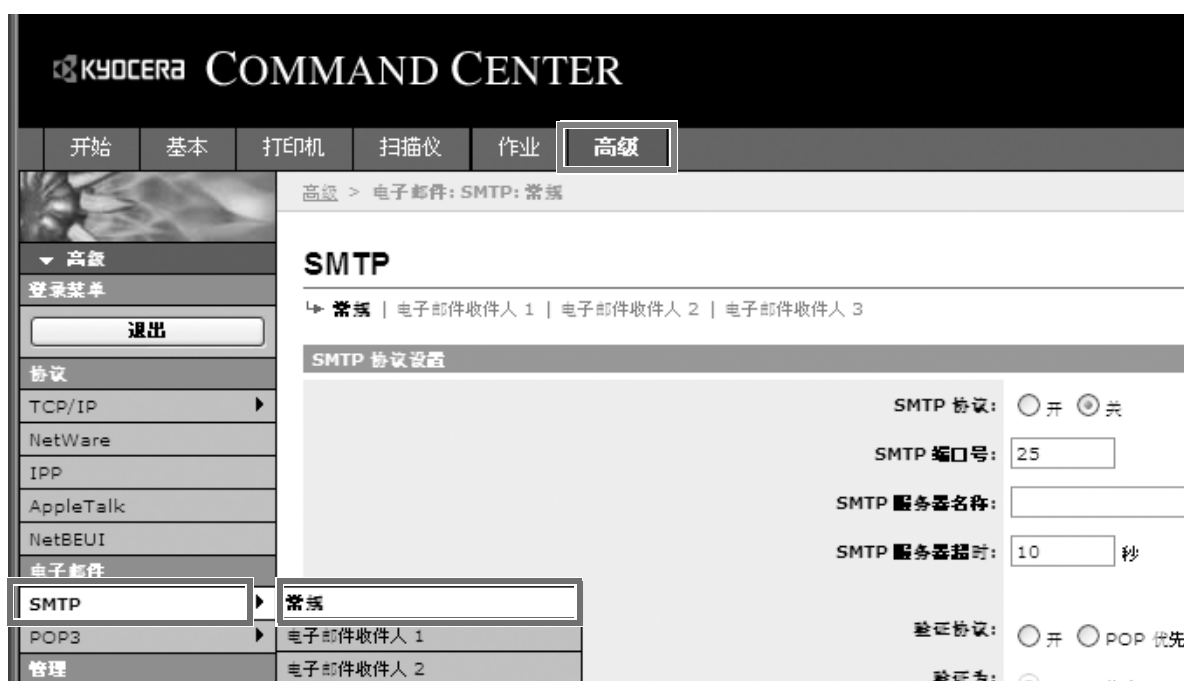 KYOCERA COMMAND CENTER
开始 基本 打印机 扫描仪 作业 高级
高级 > 电子邮件: SMTP: 常规
高级
登录菜单
退出
协议
TCP/IP
NetWare
IPP
AppleTalk
NetBEUI
电子邮件
SMTP
POP3
管理
常规
电子邮件收件人 1
电子邮件收件人 2
SMTP
常规 | 电子邮件收件人 1 | 电子邮件收件人 2 | 电子邮件收件人 3
SMTP 协议设置
SMTP 协议: 开 关
SMTP 端口号: 25
SMTP 服务器名称:
SMTP 服务器超时: 10 秒
验证协议: 开 POP 优先
验证为: